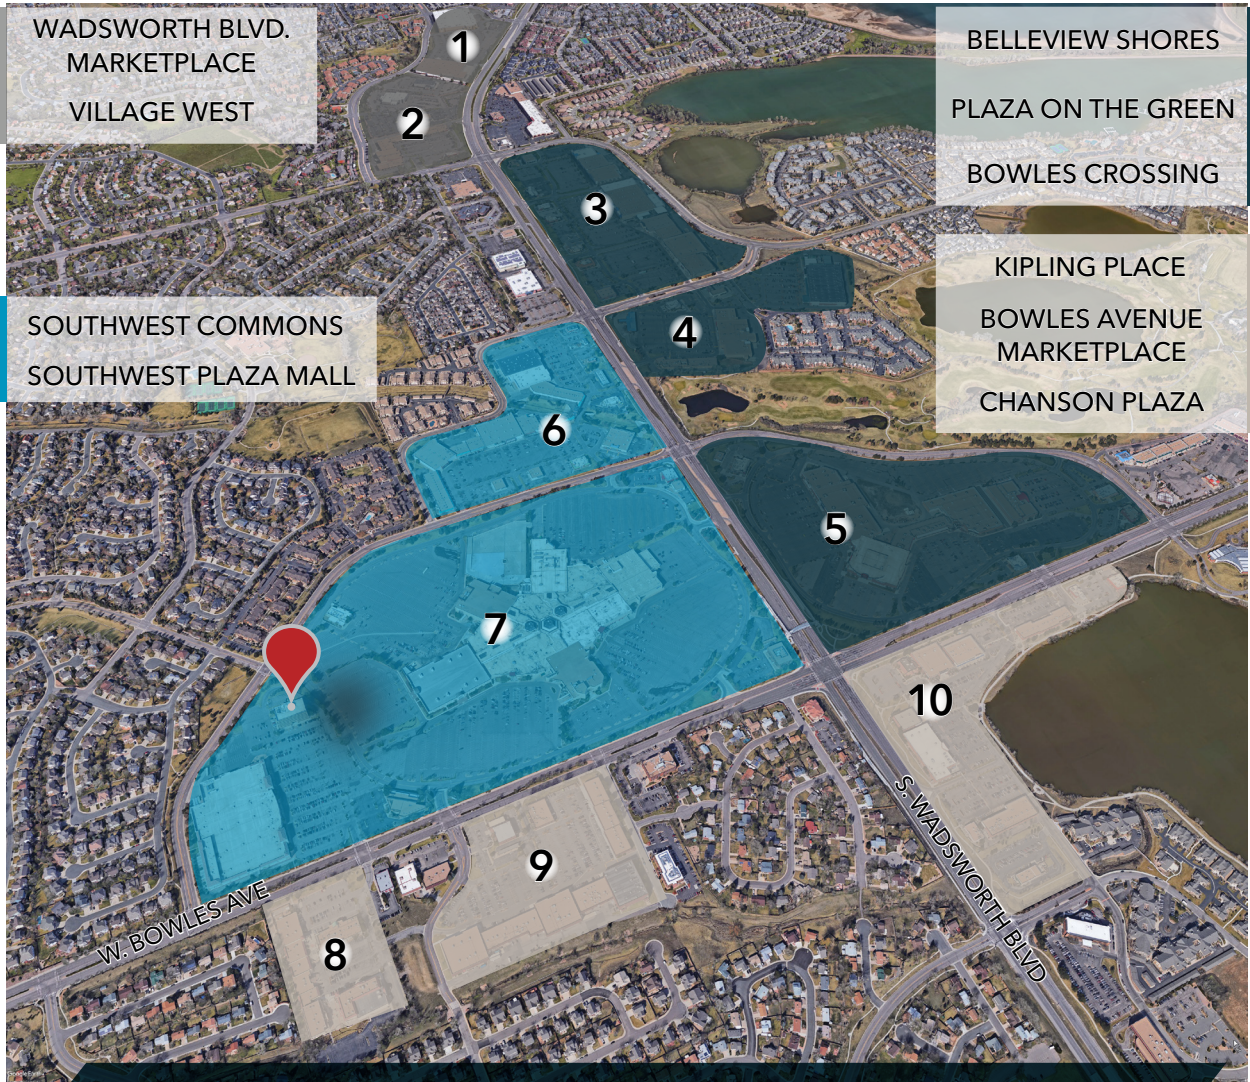 WADSWORTH BLVD.
MARKETPLACE
VILLAGE WEST
BELLEVIEW SHORES
PLAZA ON THE GREEN
BOWLES CROSSING
KIPLING PLACE
BOWLES AVENUE
MARKETPLACE
CHANSON PLAZA
SOUTHWEST COMMONS
SOUTHWEST PLAZA MALL
1
2
3
4
5
6
7
8
9
10
W. BOWLES AVE
S. WADSWORTH BLVD
Google Earth